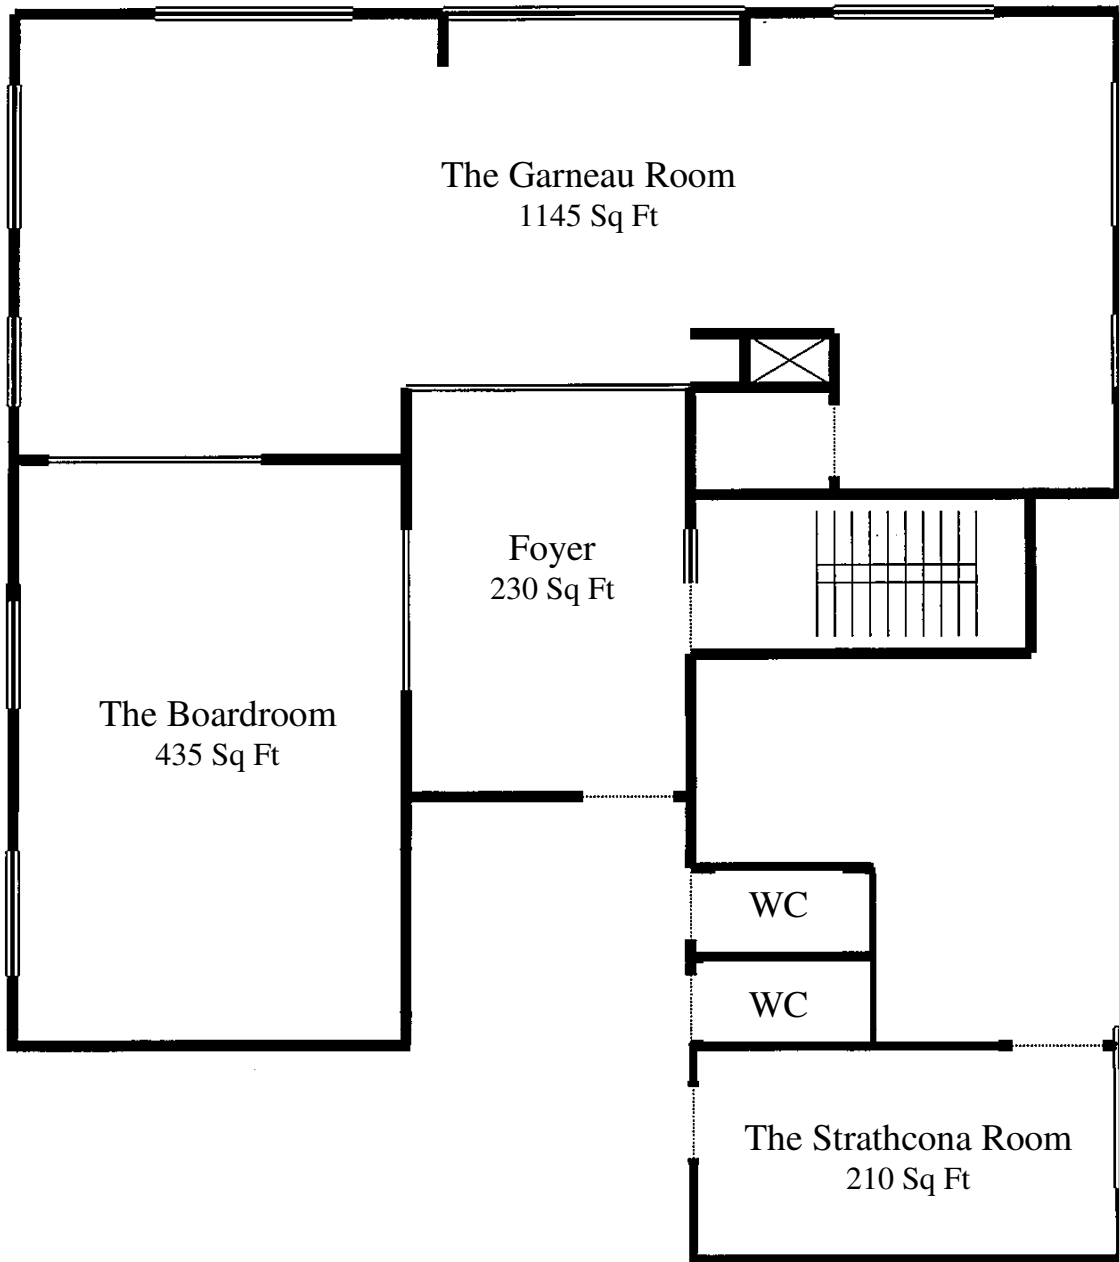 The Garneau Room
1145 Sq Ft
Foyer
230 Sq Ft
The Boardroom
435 Sq Ft
WC
WC
The Strathcona Room
210 Sq Ft